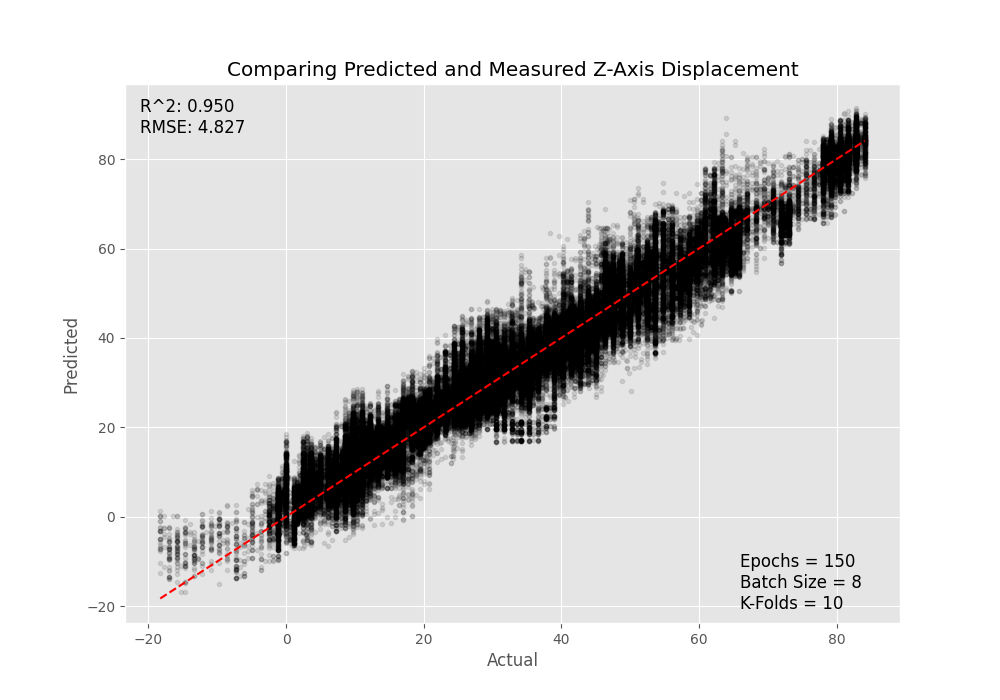 Comparing Predicted and Measured Z-Axis Displacement
R^2: 0.950
RMSE: 4.827
80
60
40
20
0
−20
Predicted
Epochs = 150
Batch Size = 8
K-Folds = 10
−20 0 20 40 60 80
Actual